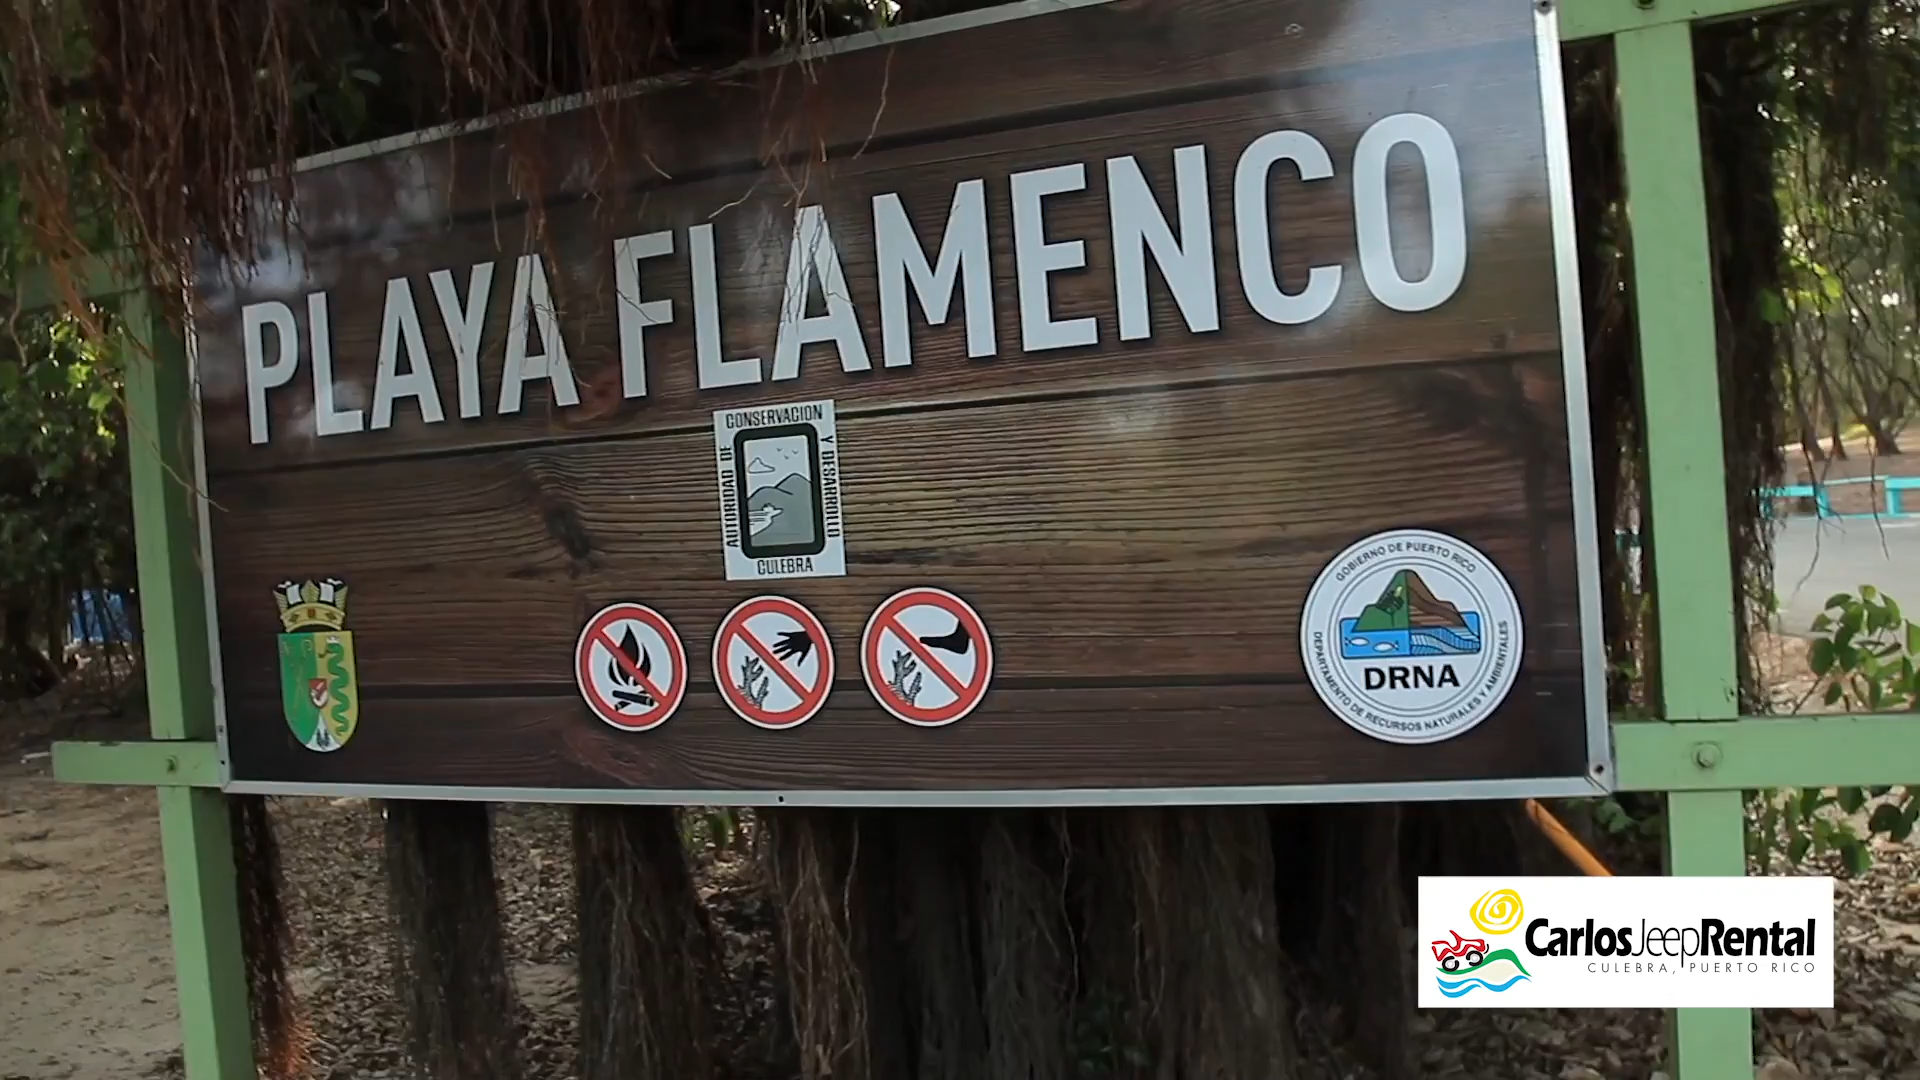 PLAYA FLAMENCO
CONSERVACION
AUTORIDAD DE
Y DESARROLLO
CULEBRA
GOBIERNO DE PUERTO RICO
DRNA
DEPARTAMENTO DE RECURSOS NATURALES Y AMBIENTALES
CarlosJeepRental
CULEBRA, PUERTO RICO